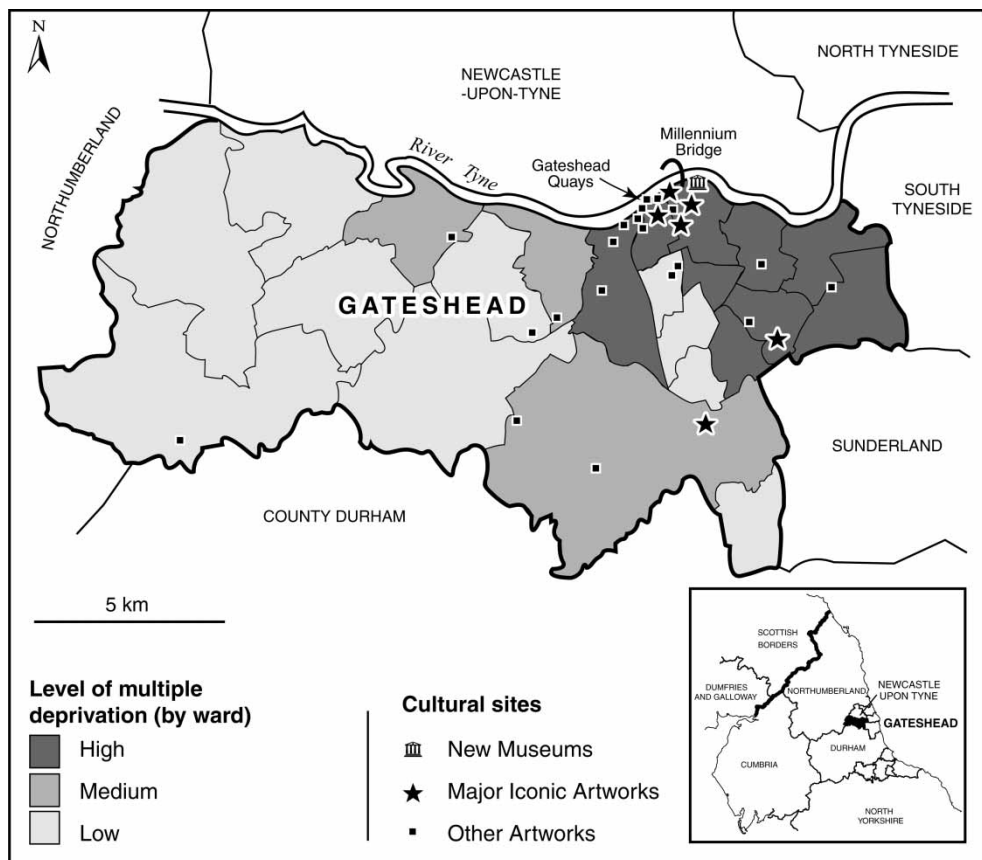 N
NORTH TYNESIDE
NEWCASTLE
-UPON-TYNE
NORTHUMBERLAND
Millennium
Bridge
River Tyne
Gateshead
Quays
SOUTH
TYNESIDE
GATESHEAD
SUNDERLAND
COUNTY DURHAM
5 km
Level of multiple
deprivation (by ward)
High
Medium
Low
Cultural sites
New Museums
Major Iconic Artworks
Other Artworks
SCOTTISH
BORDERS
DUMFRIES
AND GALLOWAY
NORTHUMBERLAND
NEWCASTLE
UPON TYNE
GATESHEAD
DURHAM
CUMBRIA
NORTH
YORKSHIRE